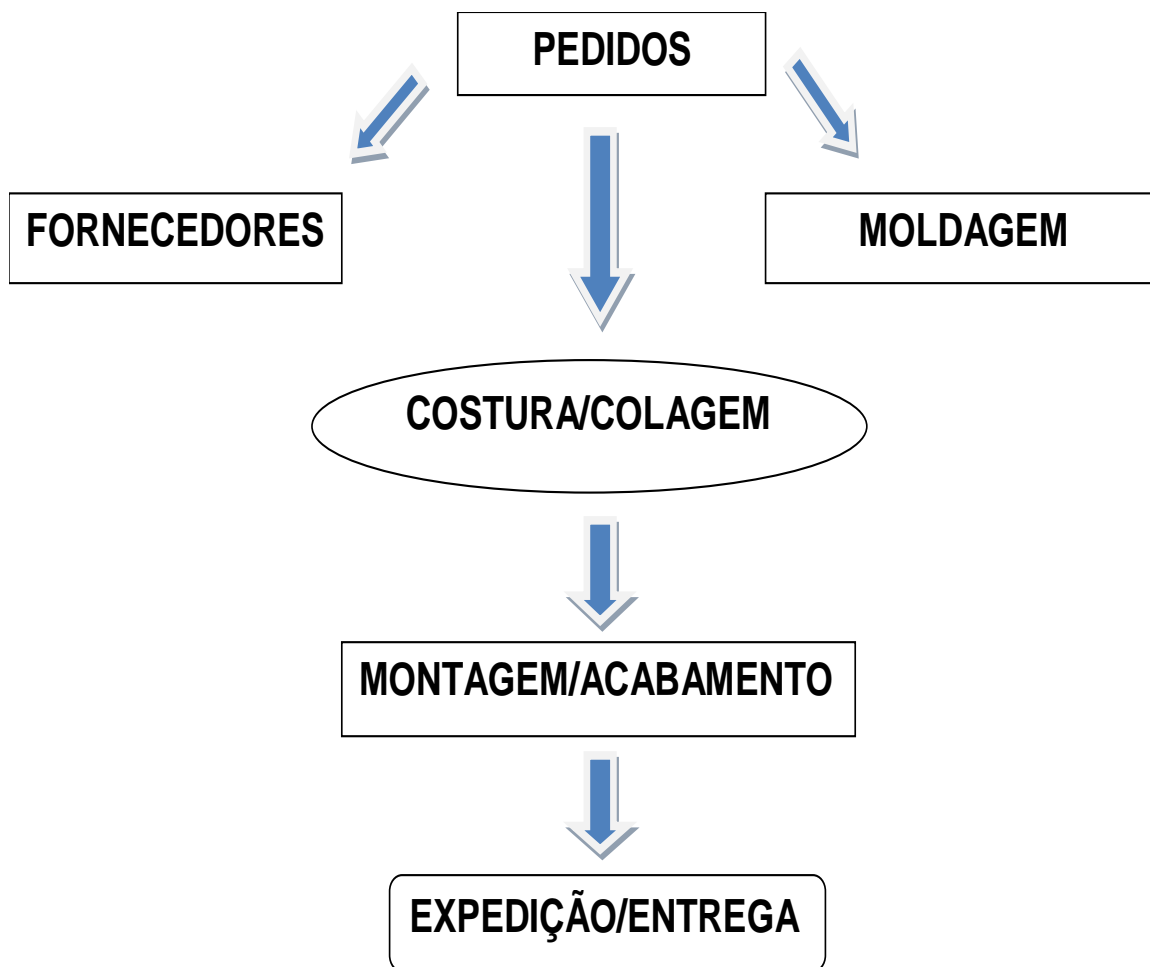 PEDIDOS
FORNECEDORES
MOLDAGEM
COSTURA/COLAGEM
MONTAGEM/ACABAMENTO
EXPEDIÇÃO/ENTREGA